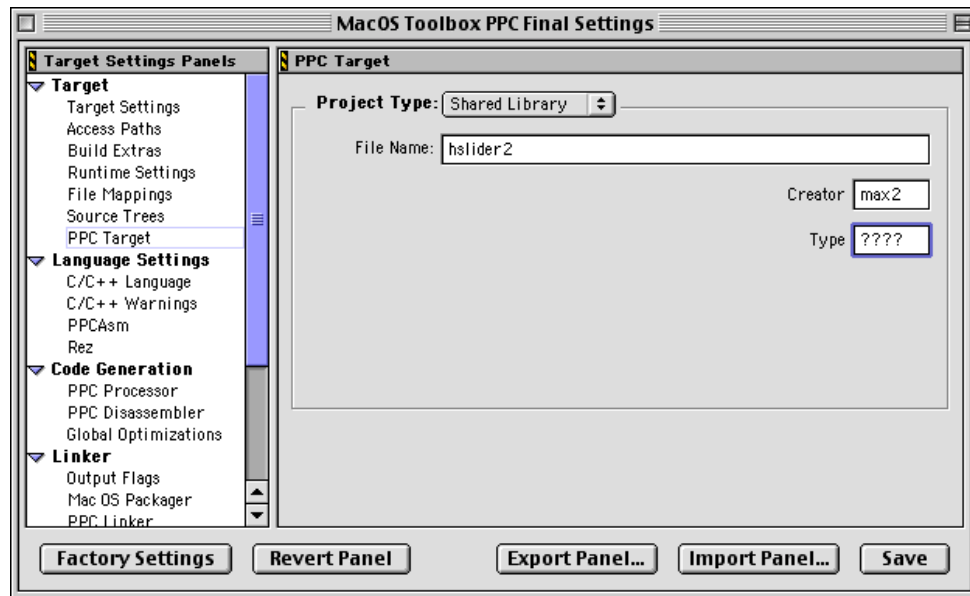 MacOS Toolbox PPC Final Settings
Target Settings Panels
Target
Target Settings
Access Paths
Build Extras
Runtime Settings
File Mappings
Source Trees
PPC Target
Language Settings
C/C++ Language
C/C++ Warnings
PPCAsm
Rez
Code Generation
PPC Processor
PPC Disassembler
Global Optimizations
Linker
Output Flags
Mac OS Packager
PPC Linker
PPC Target
Project Type: Shared Library
File Name: hslider2
Creator max2
Type ????
Factory Settings Revert Panel Export Panel... Import Panel... Save